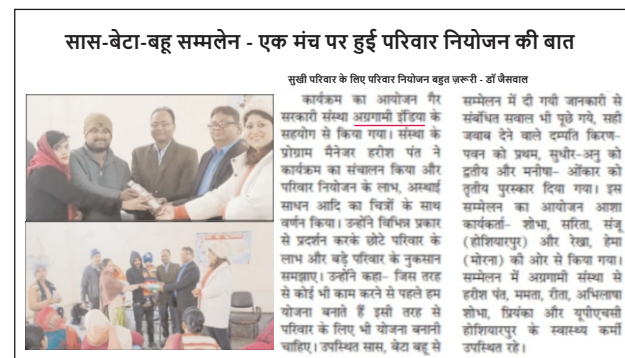 सास-बेटा-बहू सम्मलेन - एक मंच पर हुई परिवार नियोजन की बात
सुखी परिवार के लिए परिवार नियोजन बहुत ज़रूरी - डॉ जैसवाल
कार्यक्रम का आयोजन गैर
सरकारी संस्था अग्रगामी इंडिया के
सहयोग से किया गया। संस्था के
प्रोग्राम मैनेजर हरीश पंत ने
कार्यक्रम का संचालन किया और
परिवार नियोजन के लाभ, अस्थाई
साधन आदि का चित्रों के साथ
वर्णन किया। उन्होंने विभिन्न प्रकार
से प्रदर्शन करके छोटे परिवार के
लाभ और बड़े परिवार के नुकसान
समझाए। उन्होंने कहा- जिस तरह
से कोई भी काम करने से पहले हम
योजना बनाते हैं इसी तरह से
परिवार के लिए भी योजना बनानी
चाहिए। उपस्थित सास, बेटा बहू से
सम्मेलन में दी गयी जानकारी से
संबंधित सवाल भी पूछे गये, सही
जवाब देने वाले दम्पति किरण-
पवन को प्रथम, सुधीर-अनु को
द्वतीय और मनीषा- ओंकार को
तृतीय पुरस्कार दिया गया। इस
सम्मेलन का आयोजन आशा
कार्यकर्ता- शोभा, सरिता, संजू
(होशियारपुर) और रेखा, हेमा
(मोरना) की ओर से किया गया।
सम्मेलन में अग्रगामी संस्था से
हरीश पंत, ममता, रीता, अभिलाषा
शोभा, प्रियंका और यूपीएचसी
होशियारपुर के स्वास्थ्य कर्मी
उपस्थित रहे।